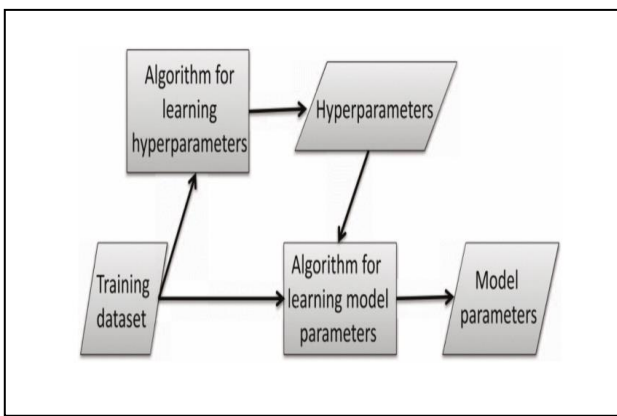 Algorithm for
learning
hyperparameters
Hyperparameters
Training
dataset
Algorithm for
learning model
parameters
Model
parameters